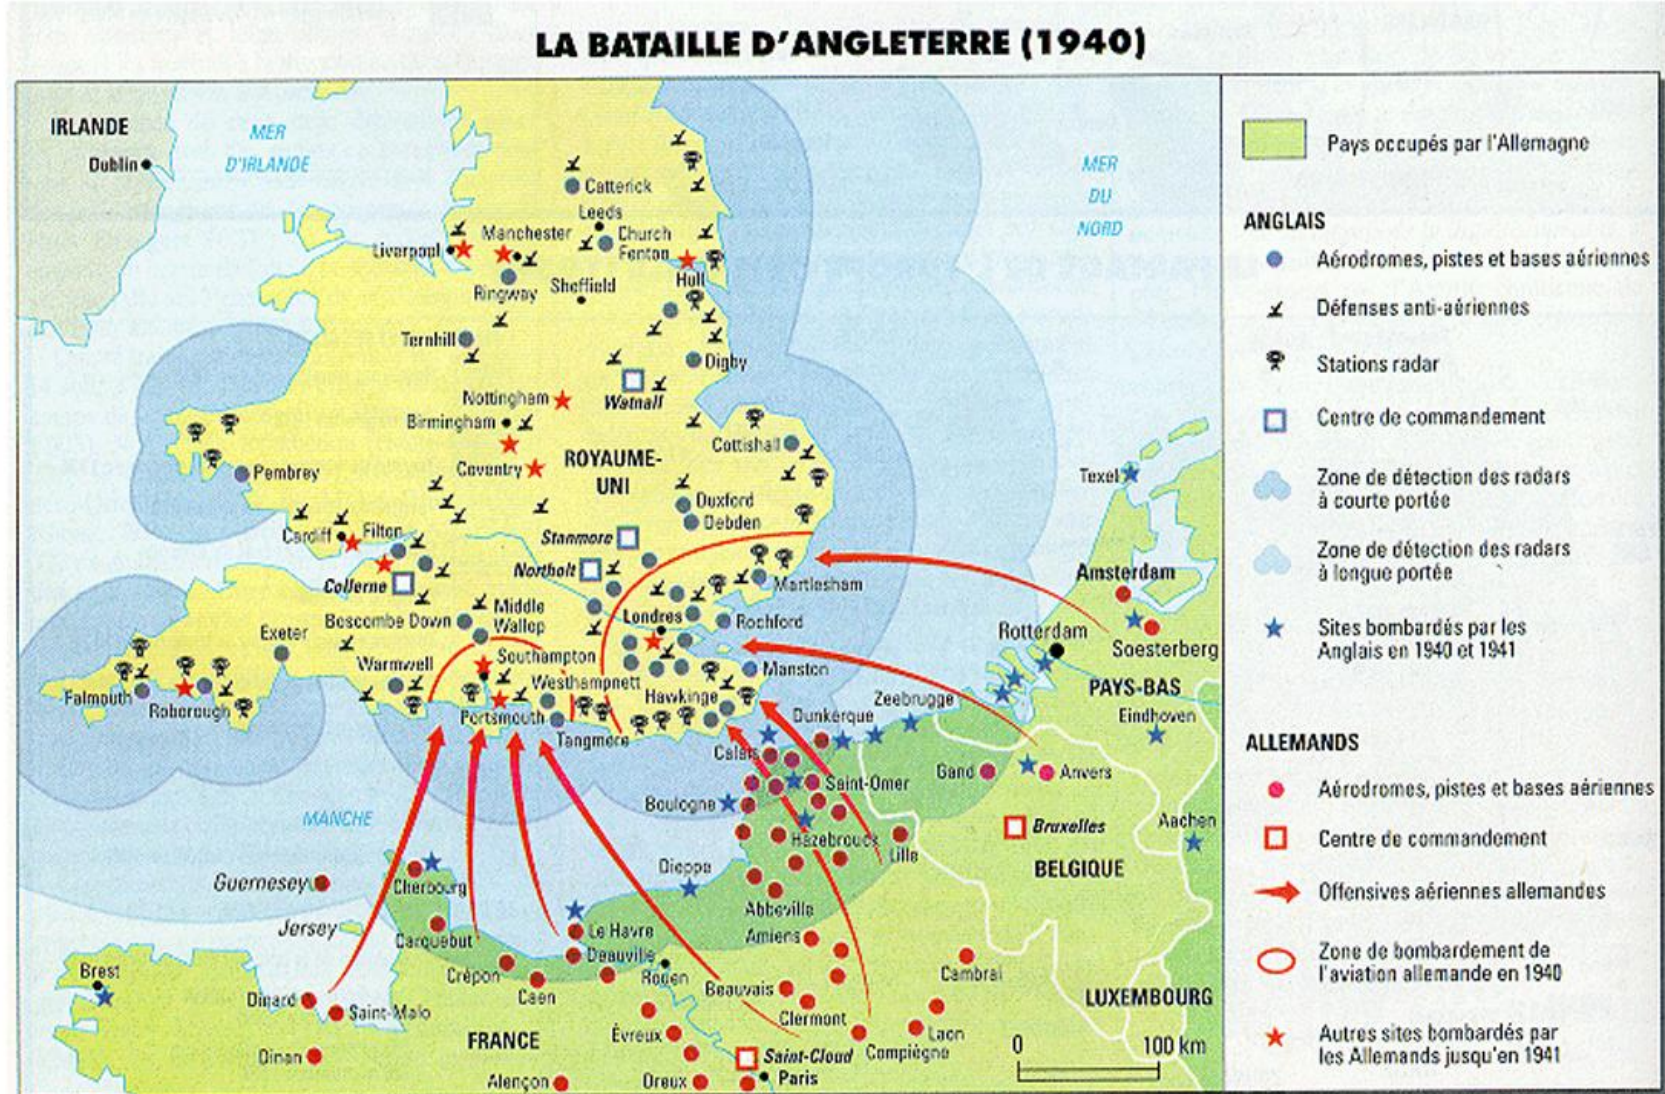 LA BATAILLE D'ANGLETERRE (1940)
IRLANDE
Dublin
MER
D'IRLANDE
MER
DU
NORD
Catterick
Leeds
Church
Fenton
Manchester
Liverpool
Hull
Ringway
Sheffield
Ternhill
Digby
Watnall
Nottingham
Birmingham
Coventry
ROYAUME-
UNI
Cottishall
Pembrey
Duxford
Debden
Cardiff
Filton
Stanmore
Northolt
Collerne
Martlesham
Middle
Wallop
Boscombe Down
Londres
Rochford
Exeter
Warmwell
Southampton
Manston
Westhampnett
Hawkinge
Falmouth
Roborough
Portsmouth
Tangmere
Texel
Amsterdam
Soesterberg
Rotterdam
PAYS-BAS
Zeebrugge
Eindhoven
Dunkerque
Calais
Saint-Omer
Gand
Anvers
Boulogne
MANCHE
Hazebrouck
Bruxelles
Aachen
Lille
BELGIQUE
Dieppe
Guernesey
Cherbourg
Abbeville
Jersey
Carquebut
Le Havre
Deauville
Amiens
Brest
Crépon
Caen
Rouen
Beauvais
Cambrai
LUXEMBOURG
Dinard
Saint-Malo
Clermont
FRANCE
Évreux
Laon
Compiègne
Dinan
Saint-Cloud
Alençon
Dreux
Paris
0 100 km
Pays occupés par l'Allemagne
ANGLAIS
Aérodromes, pistes et bases aériennes
Défenses anti-aériennes
Stations radar
Centre de commandement
Zone de détection des radars
à courte portée
Zone de détection des radars
à longue portée
Sites bombardés par les
Anglais en 1940 et 1941
ALLEMANDS
Aérodromes, pistes et bases aériennes
Centre de commandement
Offensives aériennes allemandes
Zone de bombardement de
l'aviation allemande en 1940
Autres sites bombardés par
les Allemands jusqu'en 1941